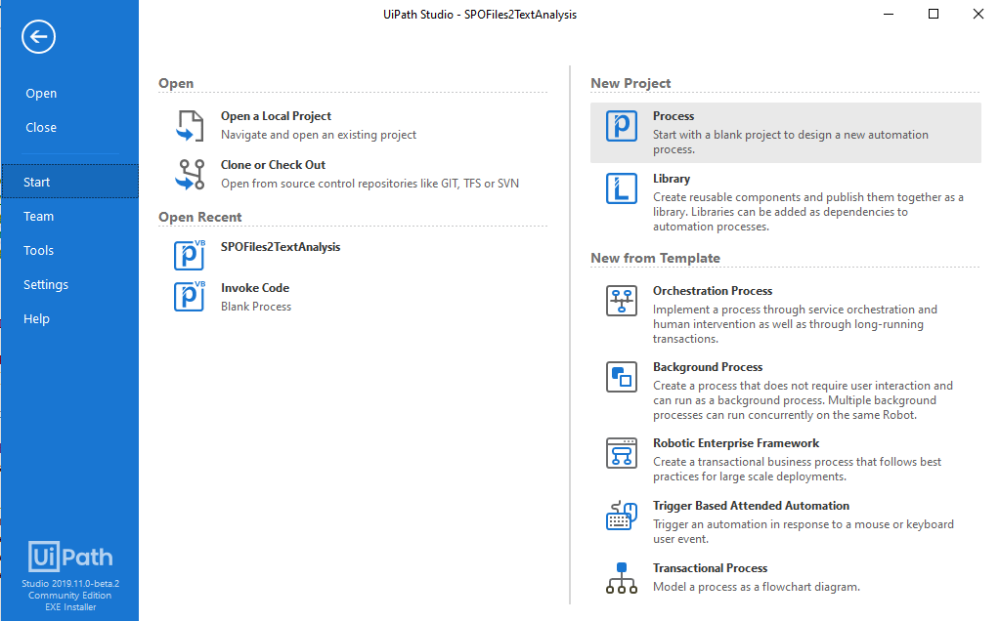 UiPath Studio - SPOFiles2TextAnalysis
Open
Close
Start
Team
Tools
Settings
Help
UiPath
Studio 2019.11.0-beta.2
Community Edition
EXE Installer
Open
Open a Local Project
Navigate and open an existing project
Clone or Check Out
Open from source control repositories like GIT, TFS or SVN
Open Recent
VB
SPOFiles2TextAnalysis
VB
Invoke Code
Blank Process
New Project
Process
Start with a blank project to design a new automation
process.
Library
Create reusable components and publish them together as a
library. Libraries can be added as dependencies to
automation processes.
New from Template
Orchestration Process
Implement a process through service orchestration and
human intervention as well as through long-running
transactions.
Background Process
Create a process that does not require user interaction and
can run as a background process. Multiple background
processes can run concurrently on the same Robot.
Robotic Enterprise Framework
Create a transactional business process that follows best
practices for large scale deployments.
Trigger Based Attended Automation
Trigger an automation in response to a mouse or keyboard
user event.
Transactional Process
Model a process as a flowchart diagram.